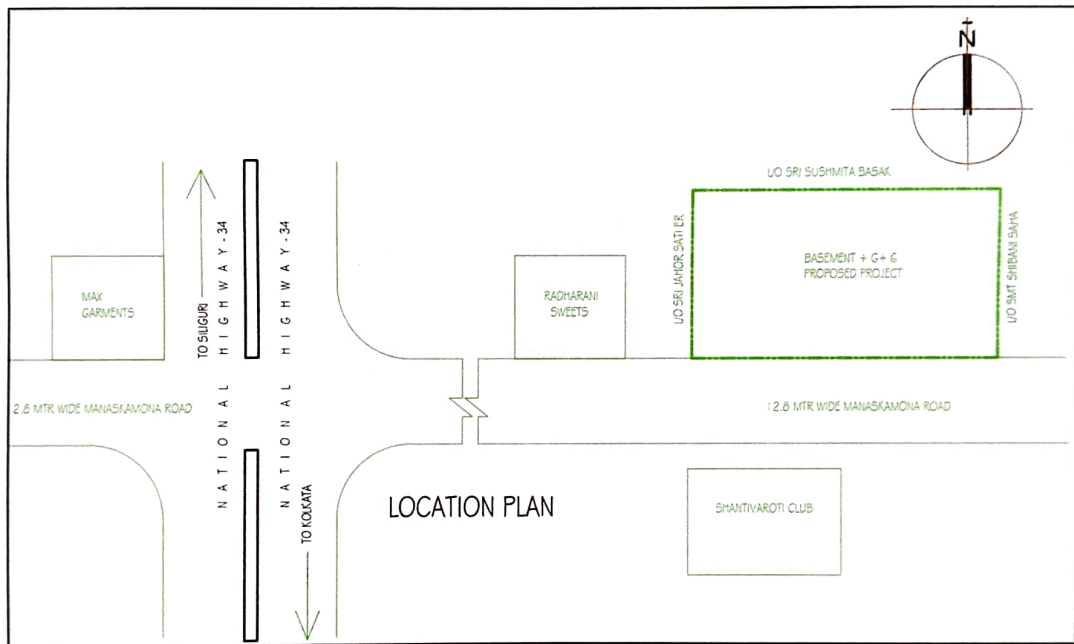 N
L/O SRI SUSHMITA BASAK
L/O SRI JAHOR SATI ER
BASEMENT + G+ 6
PROPOSED PROJECT
L/O SMT SHIBANI SAHA
MAX
GARMENTS
TO SILIGURI
NATIONAL HIGHWAY-34
NATIONAL HIGHWAY-34
RADHARANI
SWEETS
2.8 MTR WIDE MANASKAMONA ROAD
12.8 MTR WIDE MANASKAMONA ROAD
LOCATION PLAN
TO KOLKATA
SHANTIVAROTI CLUB